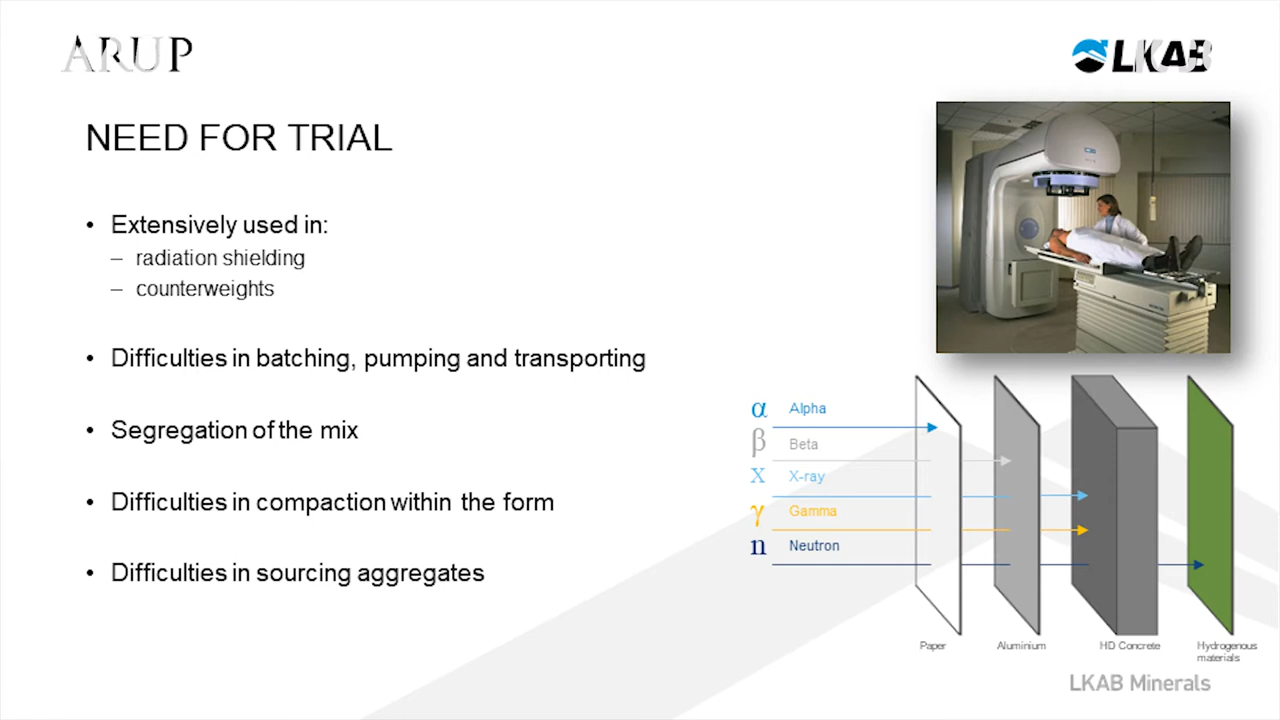 ARUP
LKAB
NEED FOR TRIAL
• Extensively used in:
– radiation shielding
– counterweights
• Difficulties in batching, pumping and transporting
• Segregation of the mix
• Difficulties in compaction within the form
• Difficulties in sourcing aggregates
α Alpha
β Beta
X X-ray
γ Gamma
n Neutron
Paper
Aluminium
HD Concrete
Hydrogenous
materials
LKAB Minerals